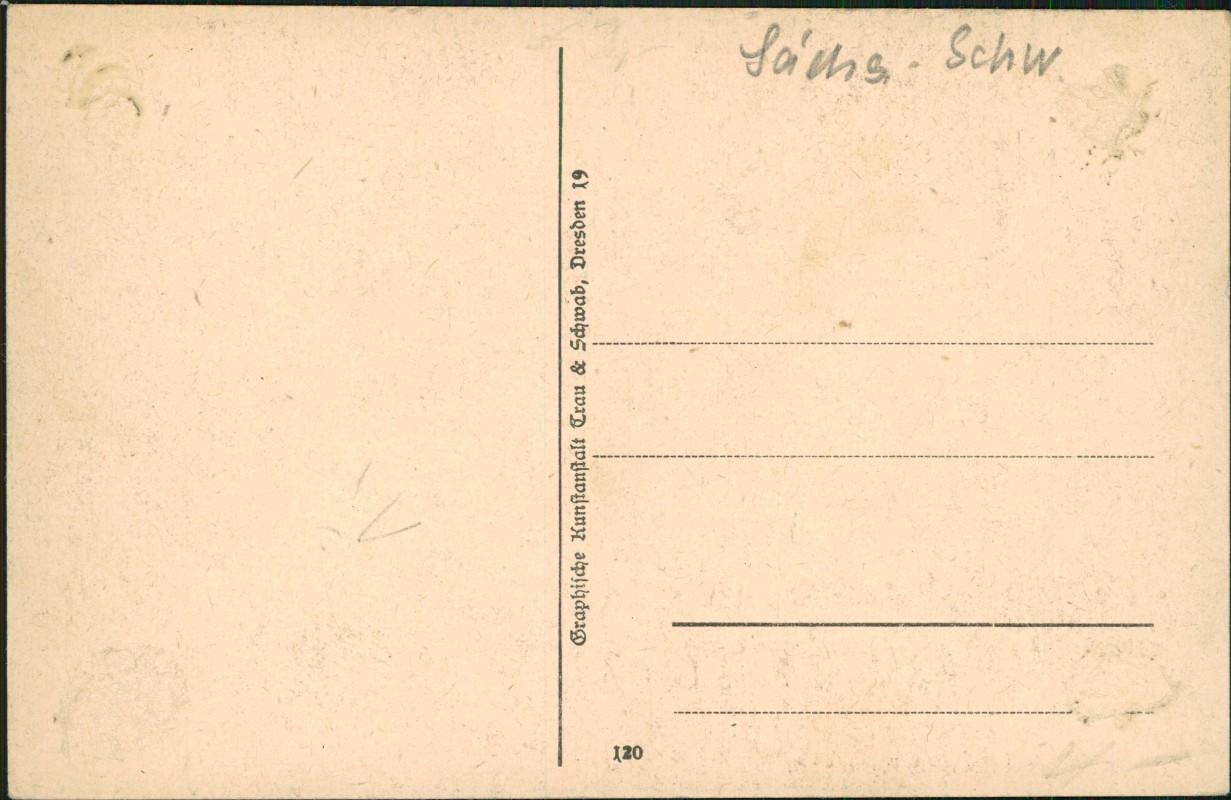 Sächs. Schw.
Graphische Kunstanstalt Trau & Schwab, Dresden 19
120